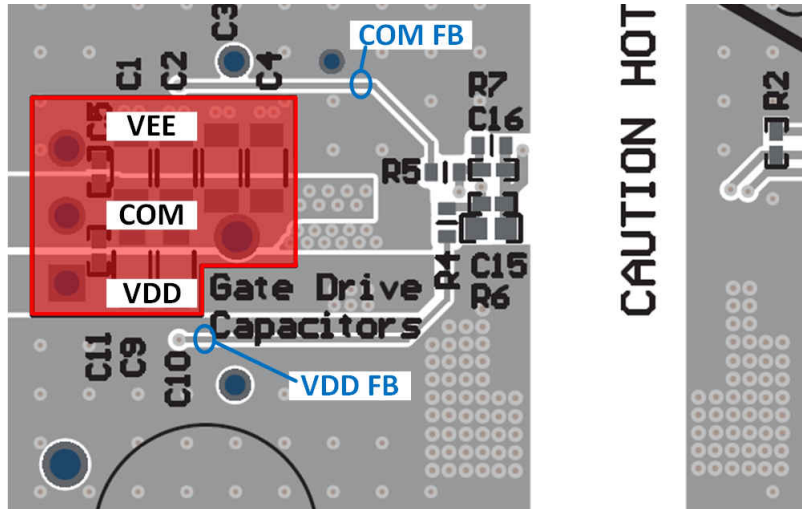 C3
COM FB
C1
C2
C4
R7
C16
C5
VEE
R5
COM
VDD
Gate Drive
Capacitors
R4
C15
R6
C11
C9
C10
VDD FB
CAUTION HOT
R2